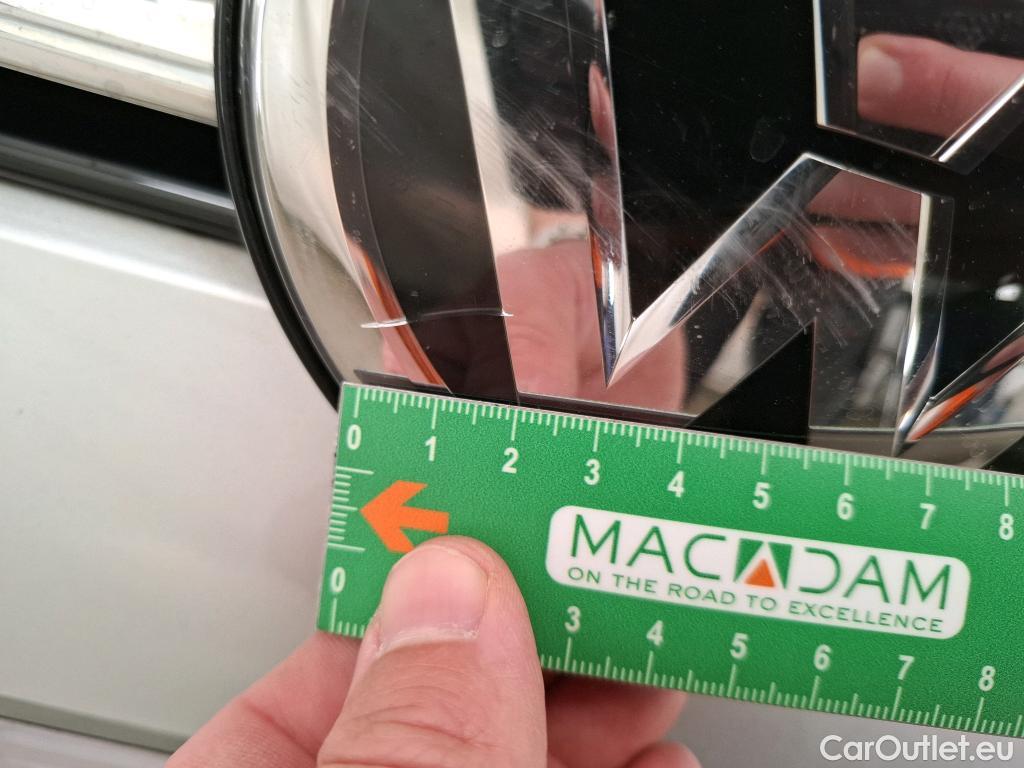 0 1 2 3 4 5 6 7 8
MACADAM
ON THE ROAD TO EXCELLENCE
0 3 4 5 6 7 8
CarOutlet.eu